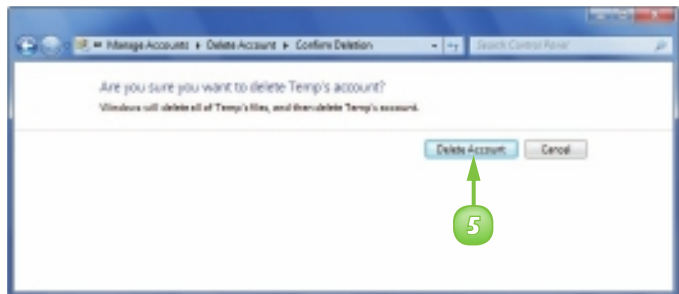 Manage Accounts ▸ Delete Account ▸ Confirm Deletion
Search Control Panel
Are you sure you want to delete Temp's account?
Windows will delete all of Temp's files, and then delete Temp's account.
Delete Account Cancel
5